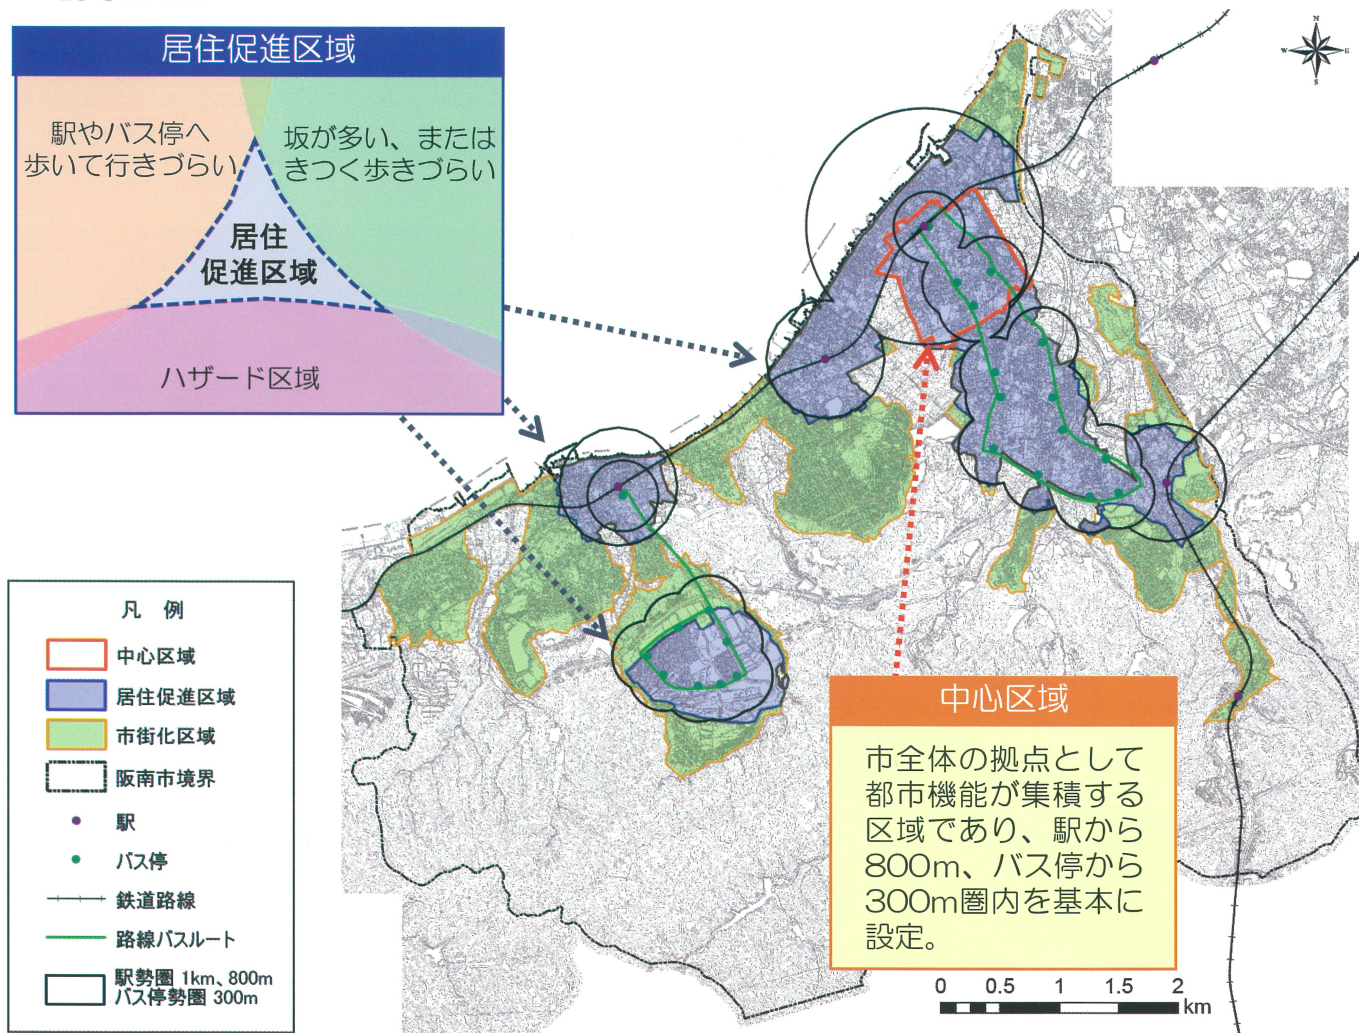 居住促進区域
駅やバス停へ
歩いて行きづらい
坂が多い、または
きつく歩きづらい
居住
促進区域
ハザード区域
N
W
E
S
凡 例
中心区域
居住促進区域
市街化区域
阪南市境界
駅
バス停
鉄道路線
路線バスルート
駅勢圏 1km、800m
バス停勢圏 300m
中心区域
市全体の拠点として
都市機能が集積する
区域であり、駅から
800m、バス停から
300m圏内を基本に
設定。
0 0.5 1 1.5 2
km